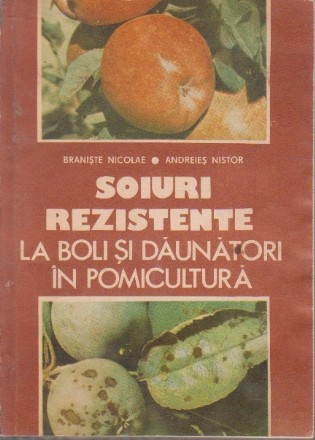 BRANIȘTE NICOLAE ● ANDREIEȘ NISTOR
SOIURI
REZISTENTE
LA BOLI ȘI DĂUNĂTORI
ÎN POMICULTURĂ